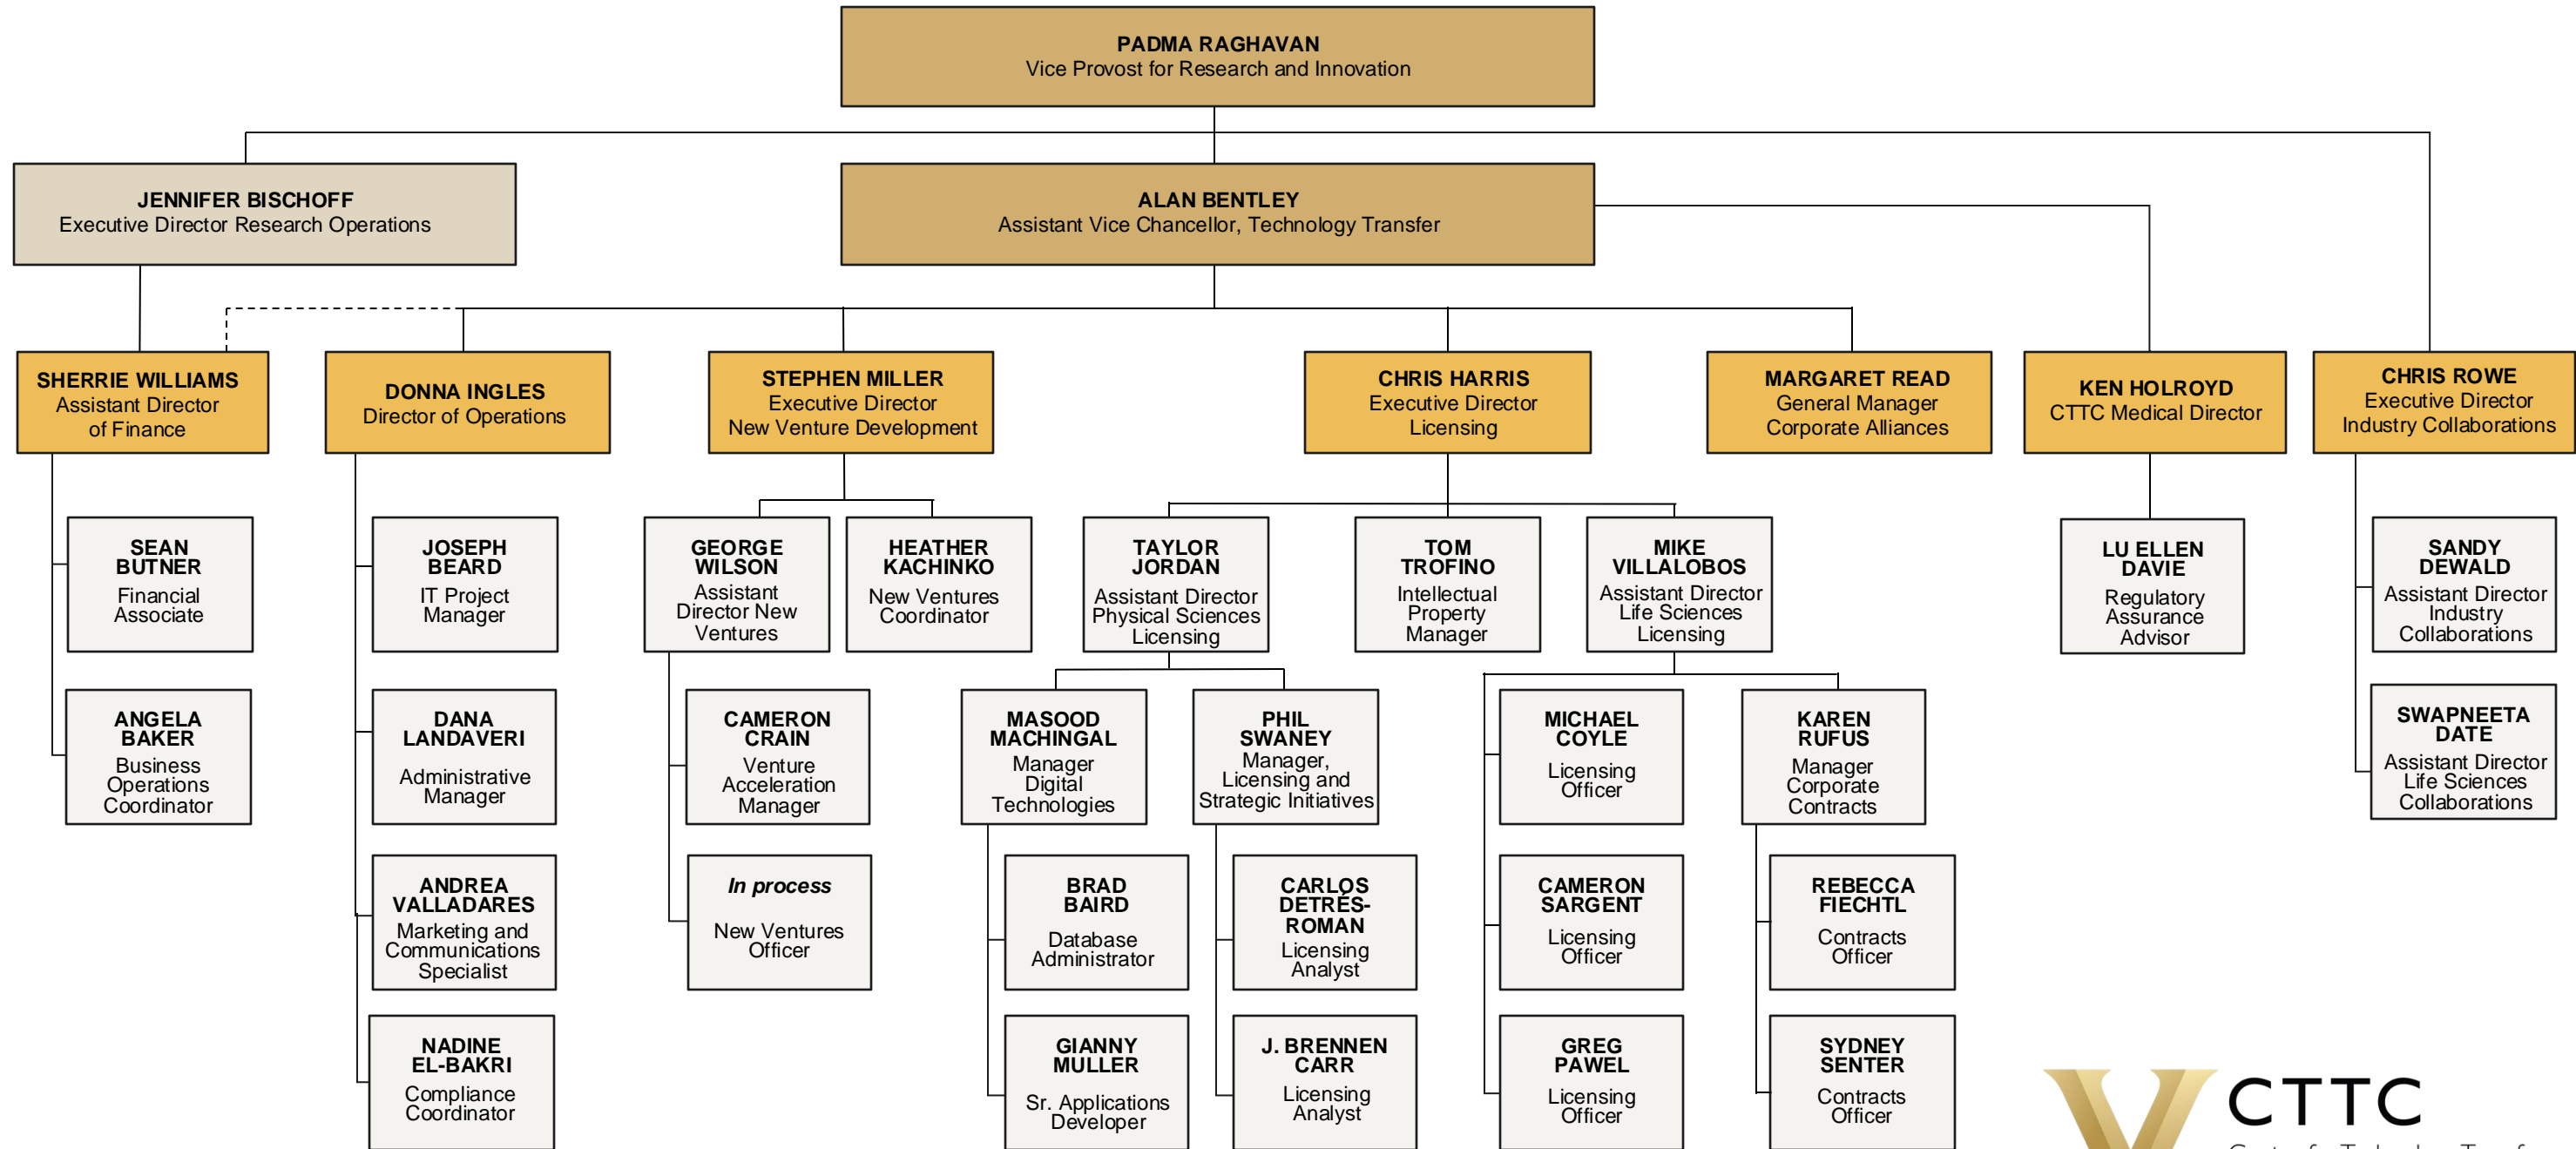 PADMA RAGHAVAN
Vice Provost for Research and Innovation
JENNIFER BISCHOFF
Executive Director Research Operations
ALAN BENTLEY
Assistant Vice Chancellor, Technology Transfer
SHERRIE WILLIAMS
Assistant Director
of Finance
DONNA INGLES
Director of Operations
STEPHEN MILLER
Executive Director
New Venture Development
CHRIS HARRIS
Executive Director
Licensing
MARGARET READ
General Manager
Corporate Alliances
KEN HOLROYD
CTTC Medical Director
CHRIS ROWE
Executive Director
Industry Collaborations
SEAN
BUTNER
Financial
Associate
JOSEPH
BEARD
IT Project
Manager
GEORGE
WILSON
Assistant
Director New
Ventures
HEATHER
KACHINKO
New Ventures
Coordinator
TAYLOR
JORDAN
Assistant Director
Physical Sciences
Licensing
TOM
TROFINO
Intellectual
Property
Manager
MIKE
VILLALOBOS
Assistant Director
Life Sciences
Licensing
LU ELLEN
DAVIE
Regulatory
Assurance
Advisor
SANDY
DEWALD
Assistant Director
Industry
Collaborations
ANGELA
BAKER
Business
Operations
Coordinator
DANA
LANDAVERI
Administrative
Manager
CAMERON
CRAIN
Venture
Acceleration
Manager
MASOOD
MACHINGAL
Manager
Digital
Technologies
PHIL
SWANEY
Manager,
Licensing and
Strategic Initiatives
MICHAEL
COYLE
Licensing
Officer
KAREN
RUFUS
Manager
Corporate
Contracts
SWAPNEETA
DATE
Assistant Director
Life Sciences
Collaborations
ANDREA
VALLADARES
Marketing and
Communications
Specialist
In process
New Ventures
Officer
BRAD
BAIRD
Database
Administrator
CARLOS
DETRÉS-
ROMAN
Licensing
Analyst
CAMERON
SARGENT
Licensing
Officer
REBECCA
FIECHTL
Contracts
Officer
NADINE
EL-BAKRI
Compliance
Coordinator
GIANNY
MULLER
Sr. Applications
Developer
J. BRENNEN
CARR
Licensing
Analyst
GREG
PAWEL
Licensing
Officer
SYDNEY
SENTER
Contracts
Officer
CTTC